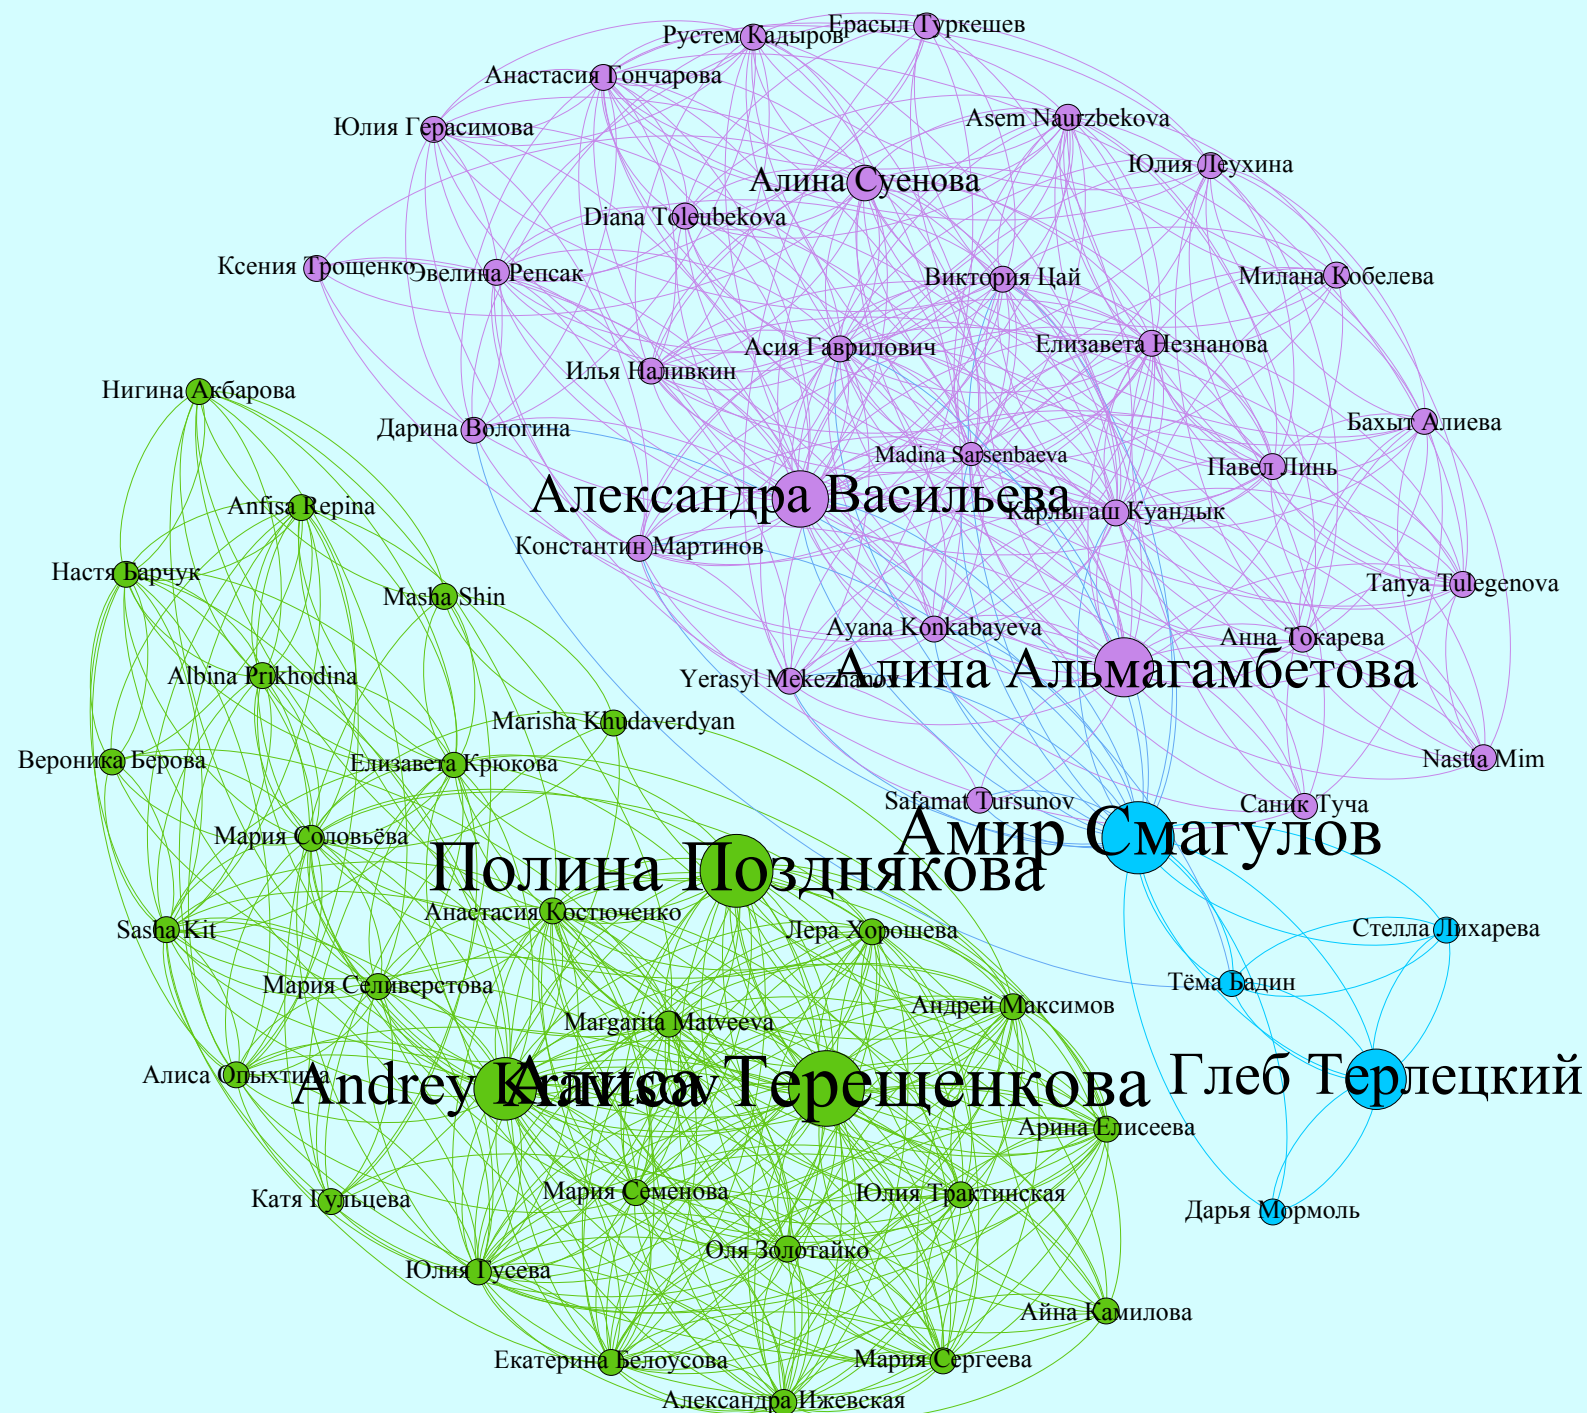 Ерасыл Туркешев
Рустем Кадыров
Анастасия Гончарова
Asem Naurzbekova
Юлия Герасимова
Юлия Леухина
Алина Суенова
Diana Toleubekova
Ксения Трощенко
Эвелина Репсак
Виктория Цай
Милана Кобелева
Асия Гаврилович
Елизавета Незнанова
Илья Наливкин
Нигина Акбарова
Дарина Вологина
Бахыт Алиева
Madina Sarsenbaeva
Павел Линь
Александра Васильева
Anfisa Repina
Карлыгаш Куандык
Константин Мартинов
Настя Барчук
Tanya Tulegenova
Masha Shin
Ayana Konkabayeva
Анна Токарева
Albina Prikhodina
Yerasyl Mekezhanov
Алина Альмагамбетова
Marisha Khudaverdyan
Вероника Берова
Елизавета Крюкова
Nastia Mim
Safamat Tursunov
Саник Туча
Мария Соловьёва
Амир Смагулов
Полина Позднякова
Анастасия Костюченко
Sasha Kit
Лера Хорошева
Стелла Лихарева
Мария Селиверстова
Тёма Бадин
Андрей Максимов
Margarita Matveeva
Алиса Опыхтина
Andrey Kravtsov
Алиса Терещенкова
Глеб Терлецкий
Арина Елисеева
Катя Гульцева
Мария Семенова
Юлия Трактинская
Дарья Мормоль
Оля Золотайко
Юлия Гусева
Айна Камилова
Екатерина Белоусова
Мария Сергеева
Александра Ижевская